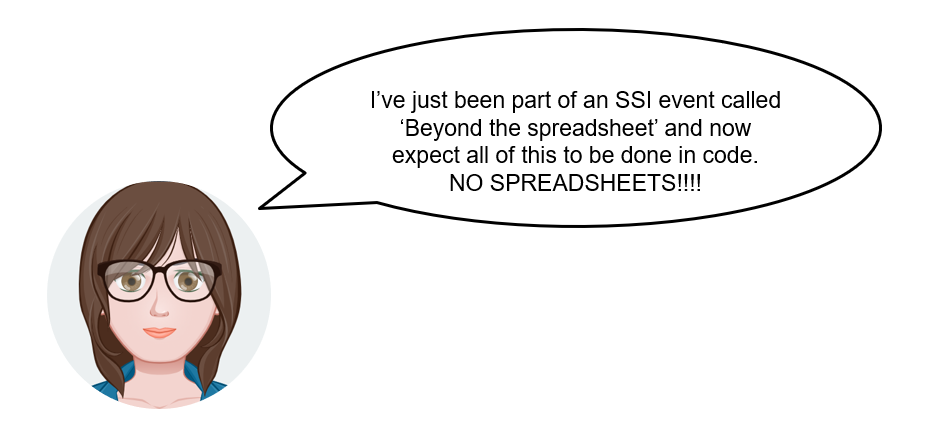 I’ve just been part of an SSI event called
‘Beyond the spreadsheet’ and now
expect all of this to be done in code.
NO SPREADSHEETS!!!!